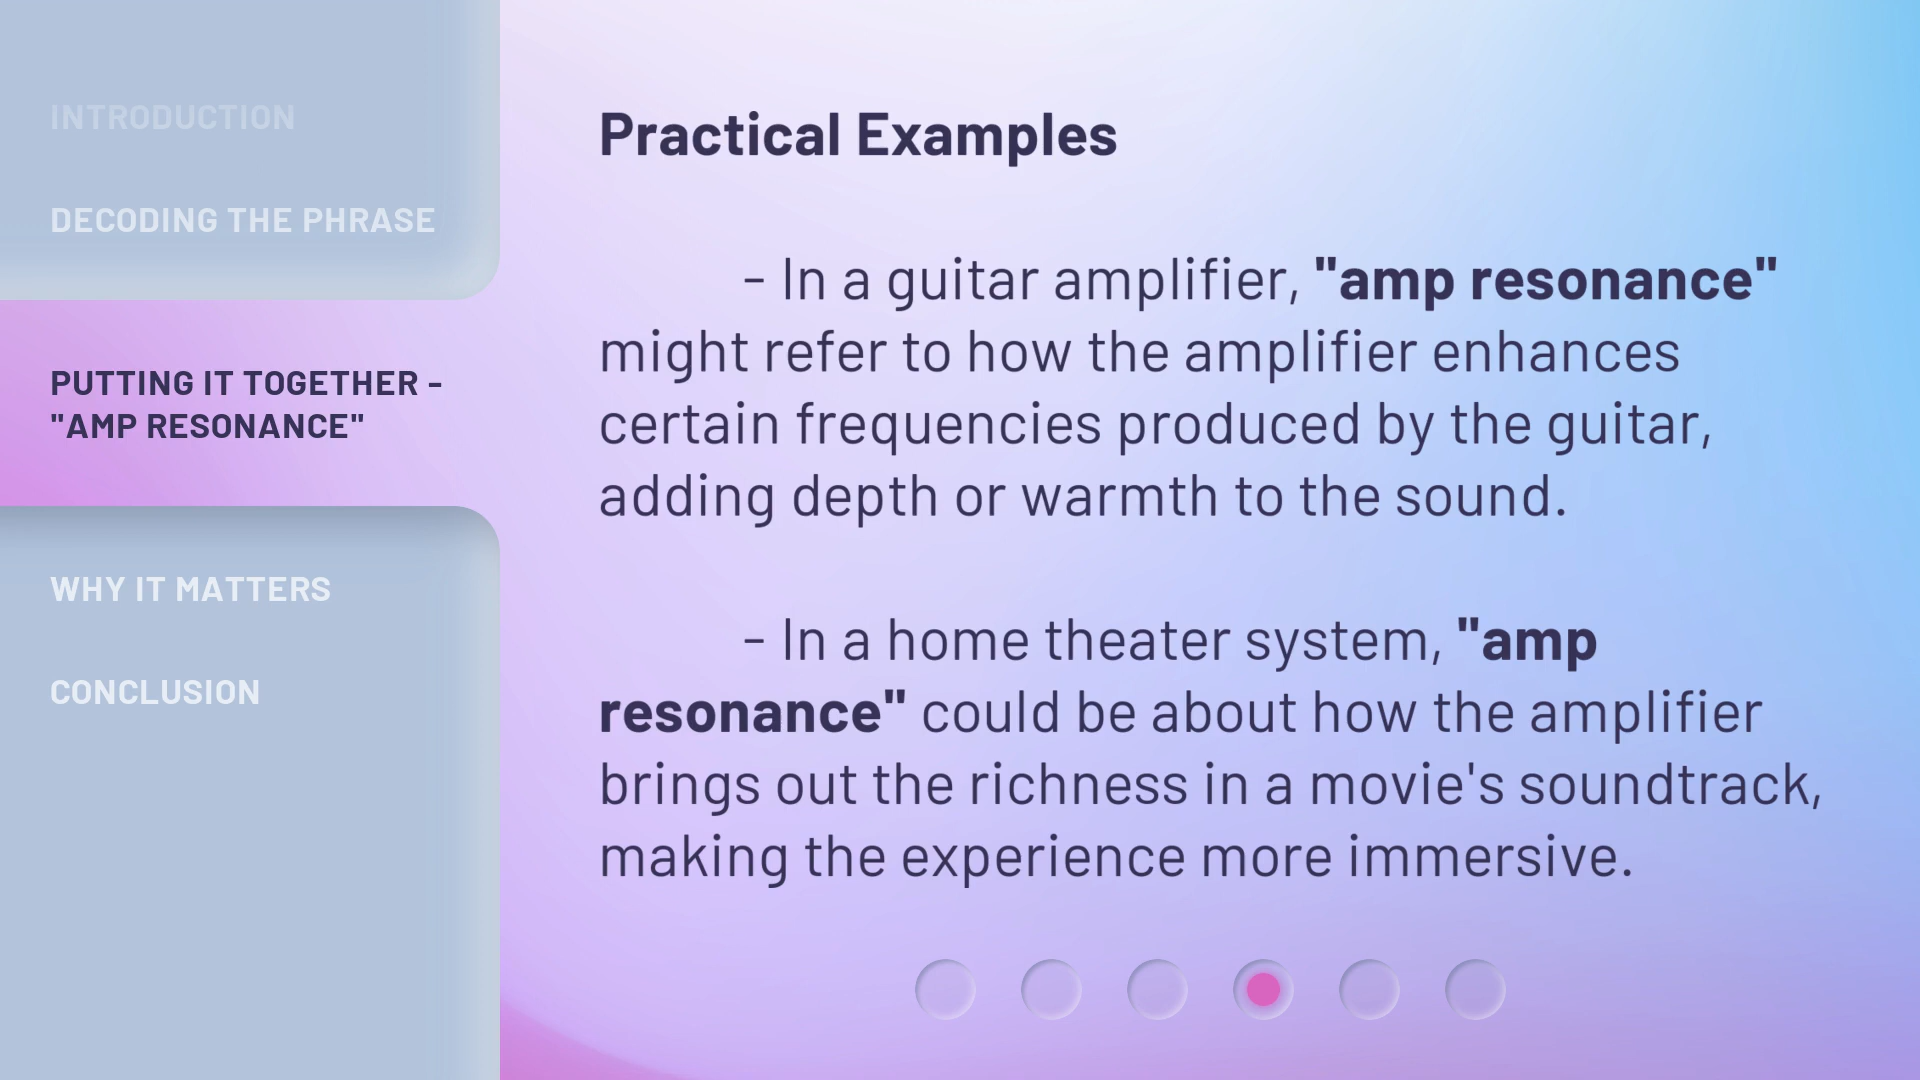 INTRODUCTION
DECODING THE PHRASE
PUTTING IT TOGETHER -
"AMP RESONANCE"
WHY IT MATTERS
CONCLUSION
Practical Examples
- In a guitar amplifier, "amp resonance"
might refer to how the amplifier enhances
certain frequencies produced by the guitar,
adding depth or warmth to the sound.
- In a home theater system, "amp
resonance" could be about how the amplifier
brings out the richness in a movie's soundtrack,
making the experience more immersive.